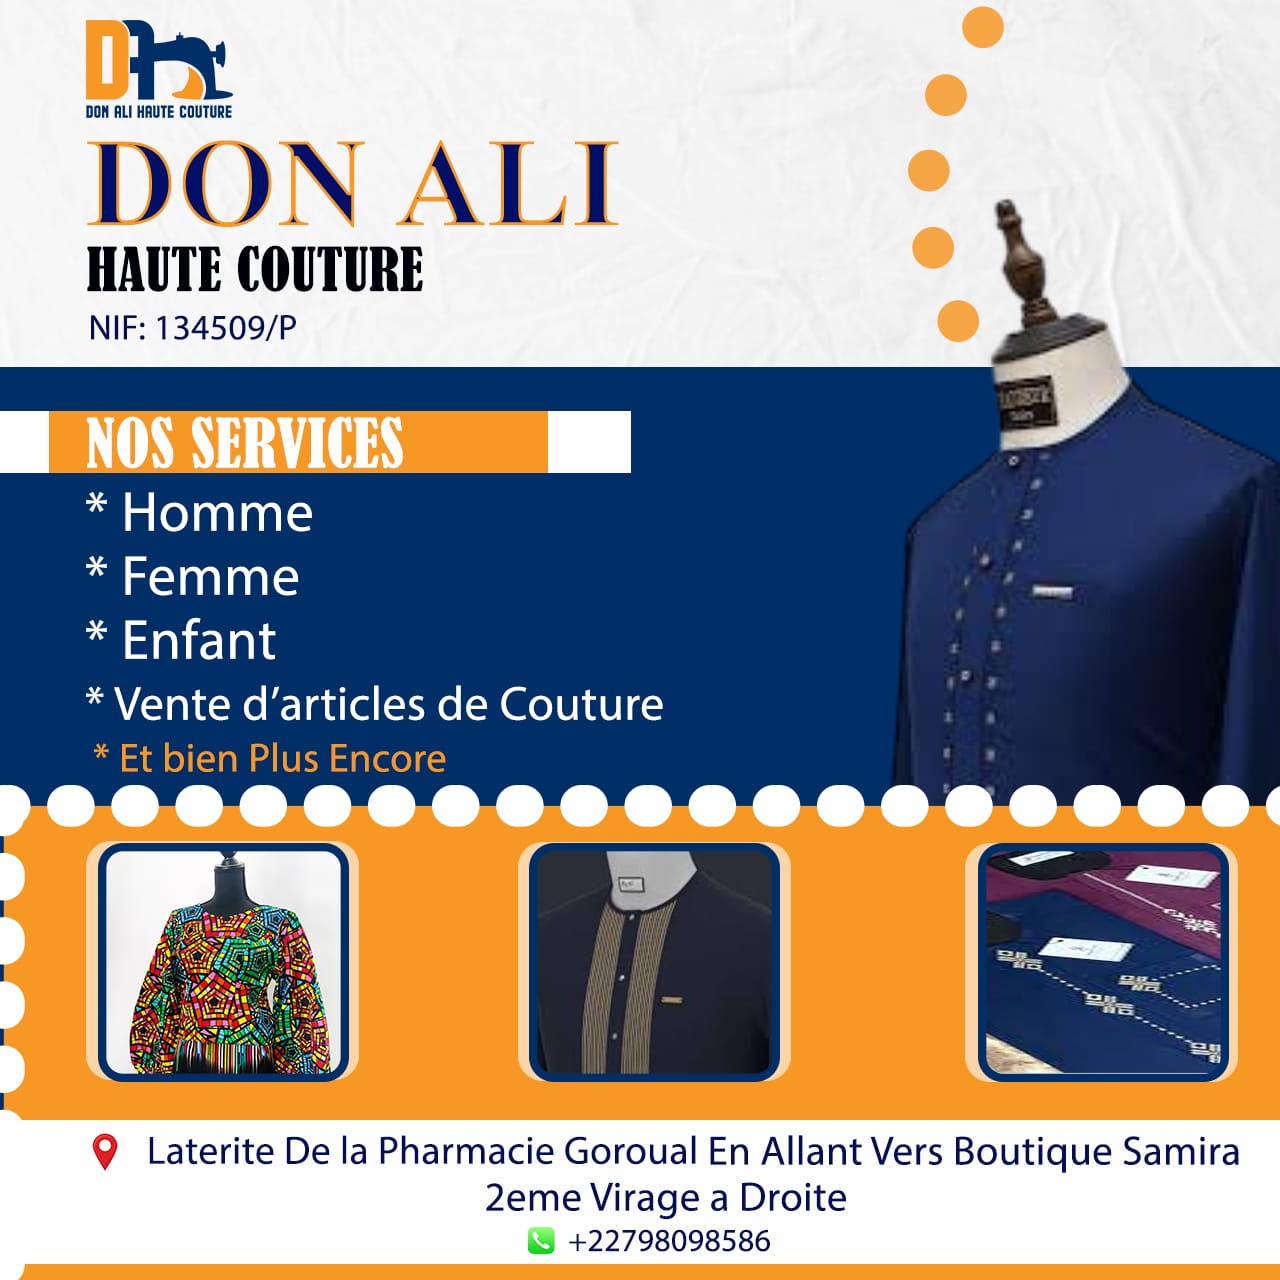 DA
DON ALI HAUTE COUTURE
DON ALI
HAUTE COUTURE
NIF: 134509/P
NOS SERVICES
* Homme
* Femme
* Enfant
* Vente d’articles de Couture
* Et bien Plus Encore
Laterite De la Pharmacie Goroual En Allant Vers Boutique Samira
2eme Virage a Droite
+22798098586